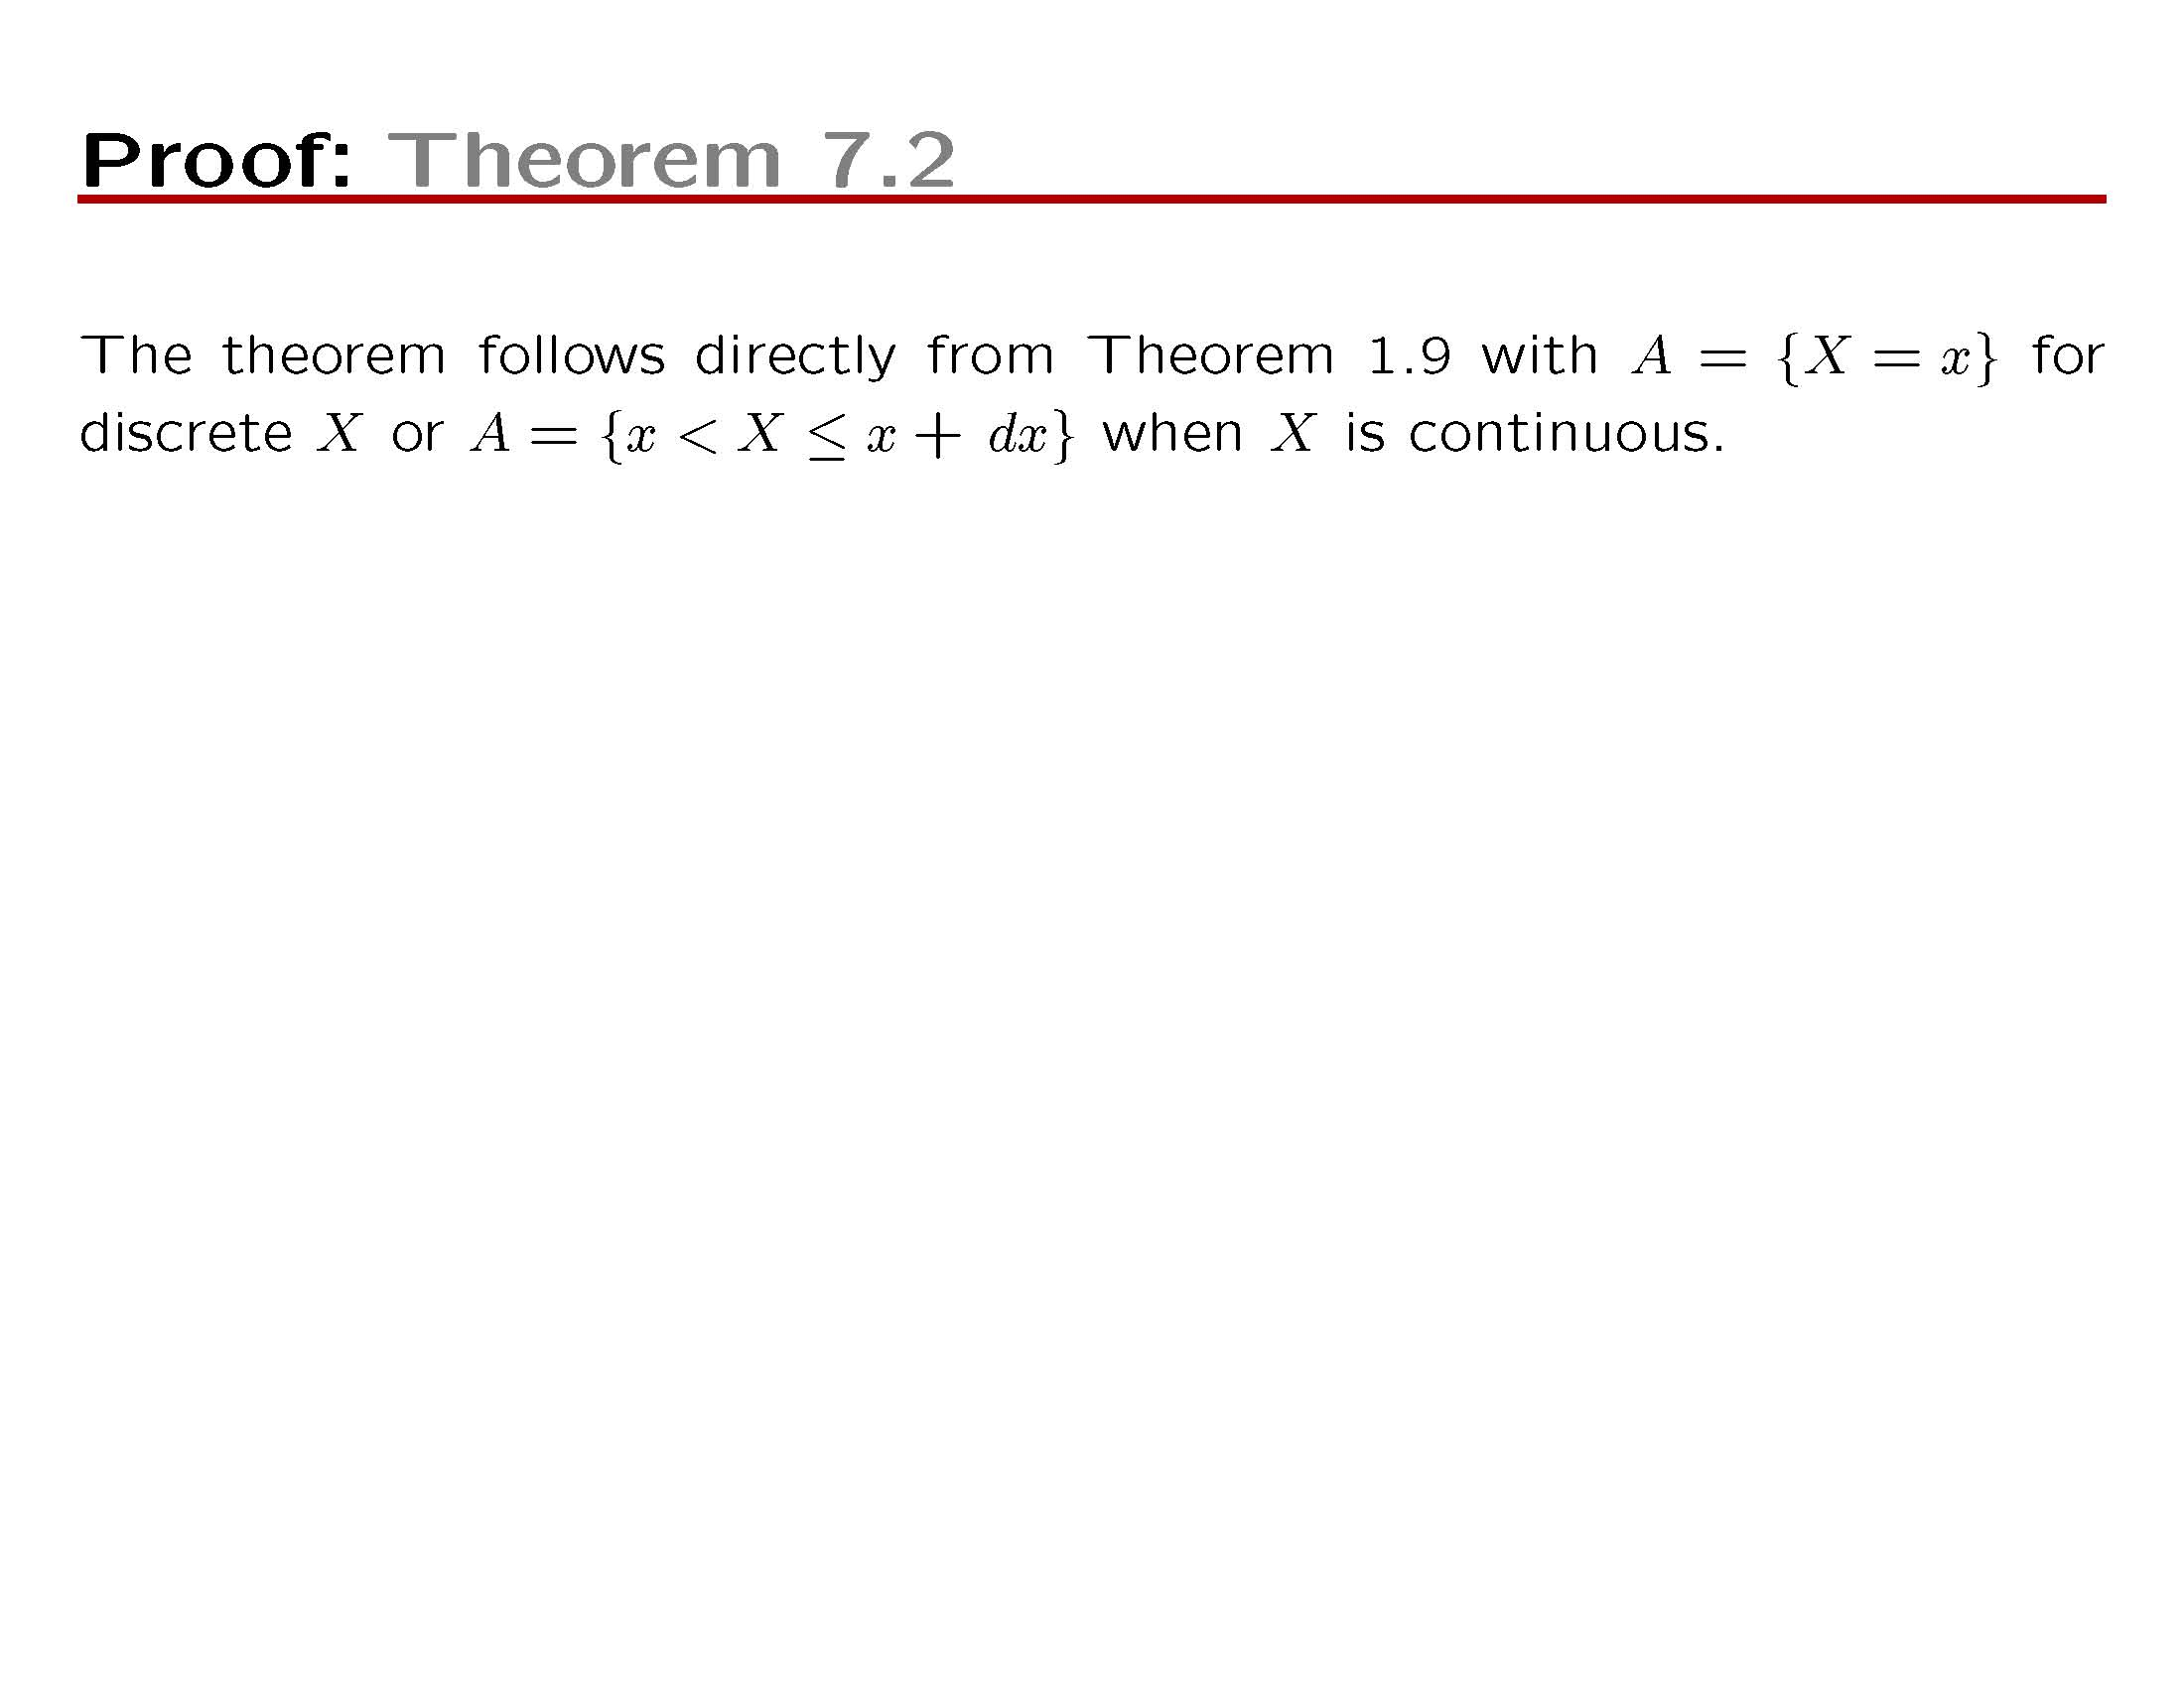 Proof: Theorem 7.2
The theorem follows directly from Theorem 1.9 with A = {X = x} for
discrete X or A = {x < X ≤ x + dx} when X is continuous.